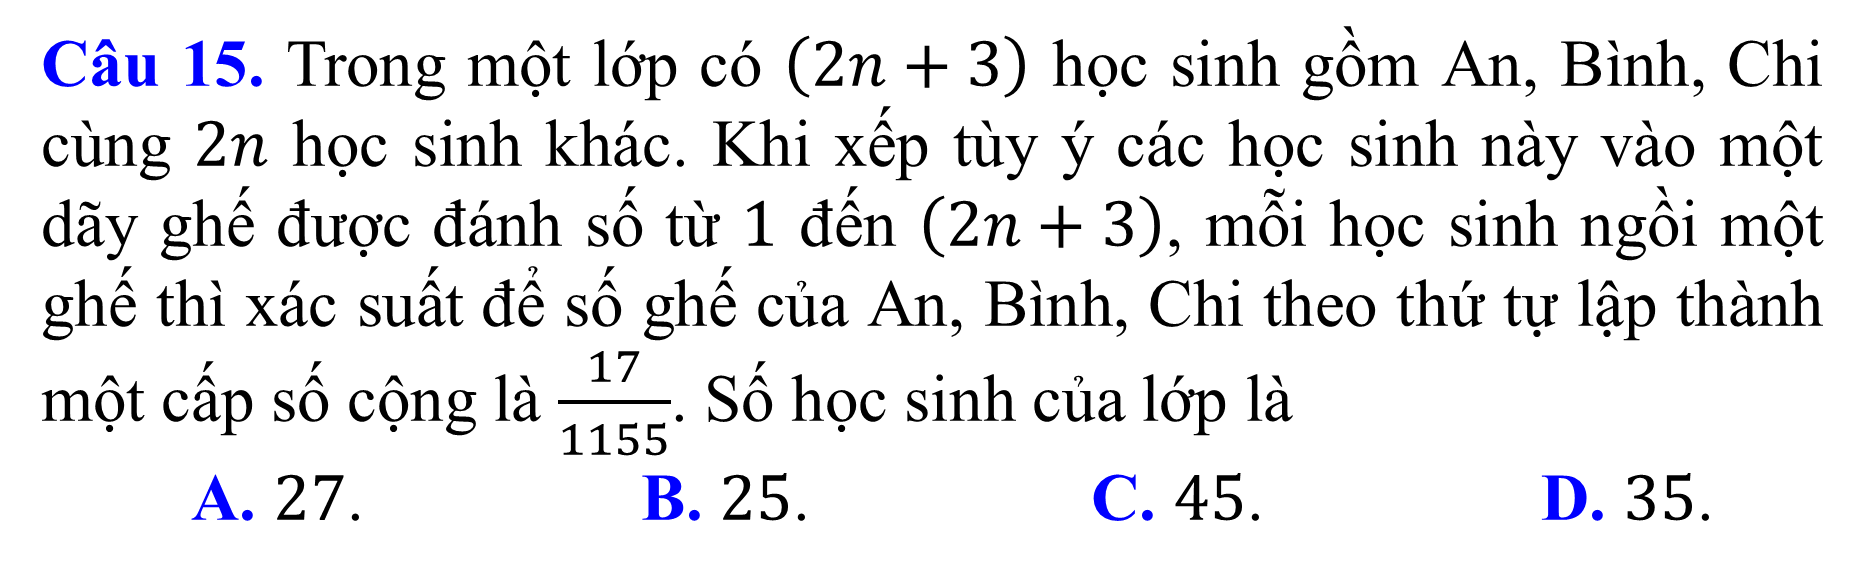 Câu 15. Trong một lớp có (2n + 3) học sinh gồm An, Bình, Chi
cùng 2n học sinh khác. Khi xếp tùy ý các học sinh này vào một
dãy ghế được đánh số từ 1 đến (2n + 3), mỗi học sinh ngồi một
ghế thì xác suất để số ghế của An, Bình, Chi theo thứ tự lập thành
một cấp số cộng là 17/1155. Số học sinh của lớp là
A. 27. B. 25. C. 45. D. 35.